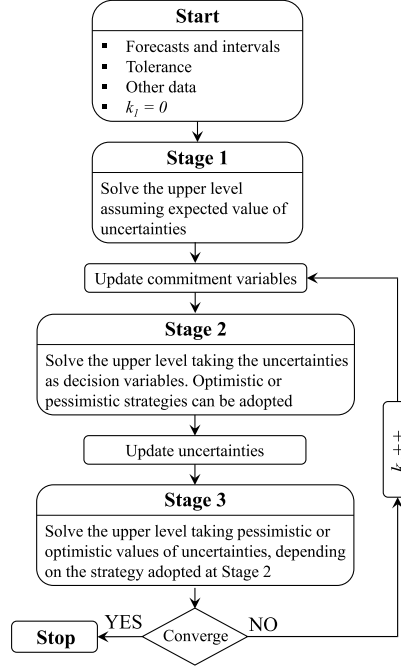 Start
▪ Forecasts and intervals
▪ Tolerance
▪ Other data
▪ k₁ = 0
Stage 1
Solve the upper level
assuming expected value of
uncertainties
Update commitment variables
Stage 2
Solve the upper level taking the uncertainties
as decision variables. Optimistic or
pessimistic strategies can be adopted
Update uncertainties
Stage 3
Solve the upper level taking pessimistic or
optimistic values of uncertainties, depending
on the strategy adopted at Stage 2
YES
NO
Stop
Converge
++